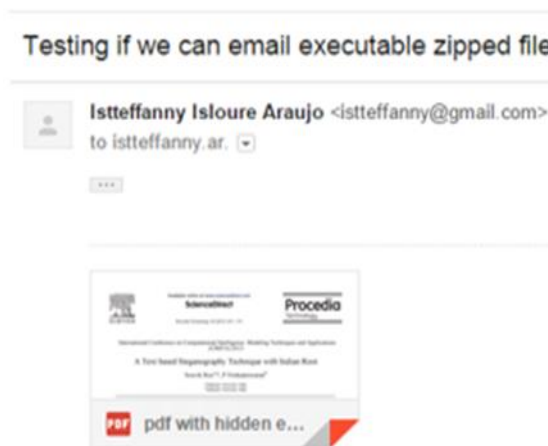 Testing if we can email executable zipped file
Istteffanny Isloure Araujo <istteffanny@gmail.com>
to istteffanny.ar.
ScienceDirect
Procedia
A Text based Steganography Technique with Indian Root
PDF pdf with hidden e...